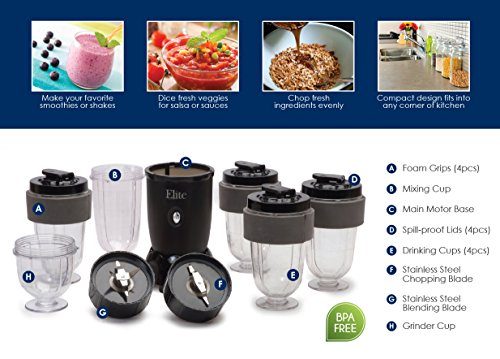 Make your favorite
smoothies or shakes
Dice fresh veggies
for salsa or sauces
Chop fresh
ingredients evenly
Compact design fits into
any corner of kitchen
A
B
C
D
E
F
G
H
Elite
BPA
FREE
A Foam Grips (4pcs)
B Mixing Cup
C Main Motor Base
D Spill-proof Lids (4pcs)
E Drinking Cups (4pcs)
F Stainless Steel
Chopping Blade
G Stainless Steel
Blending Blade
H Grinder Cup